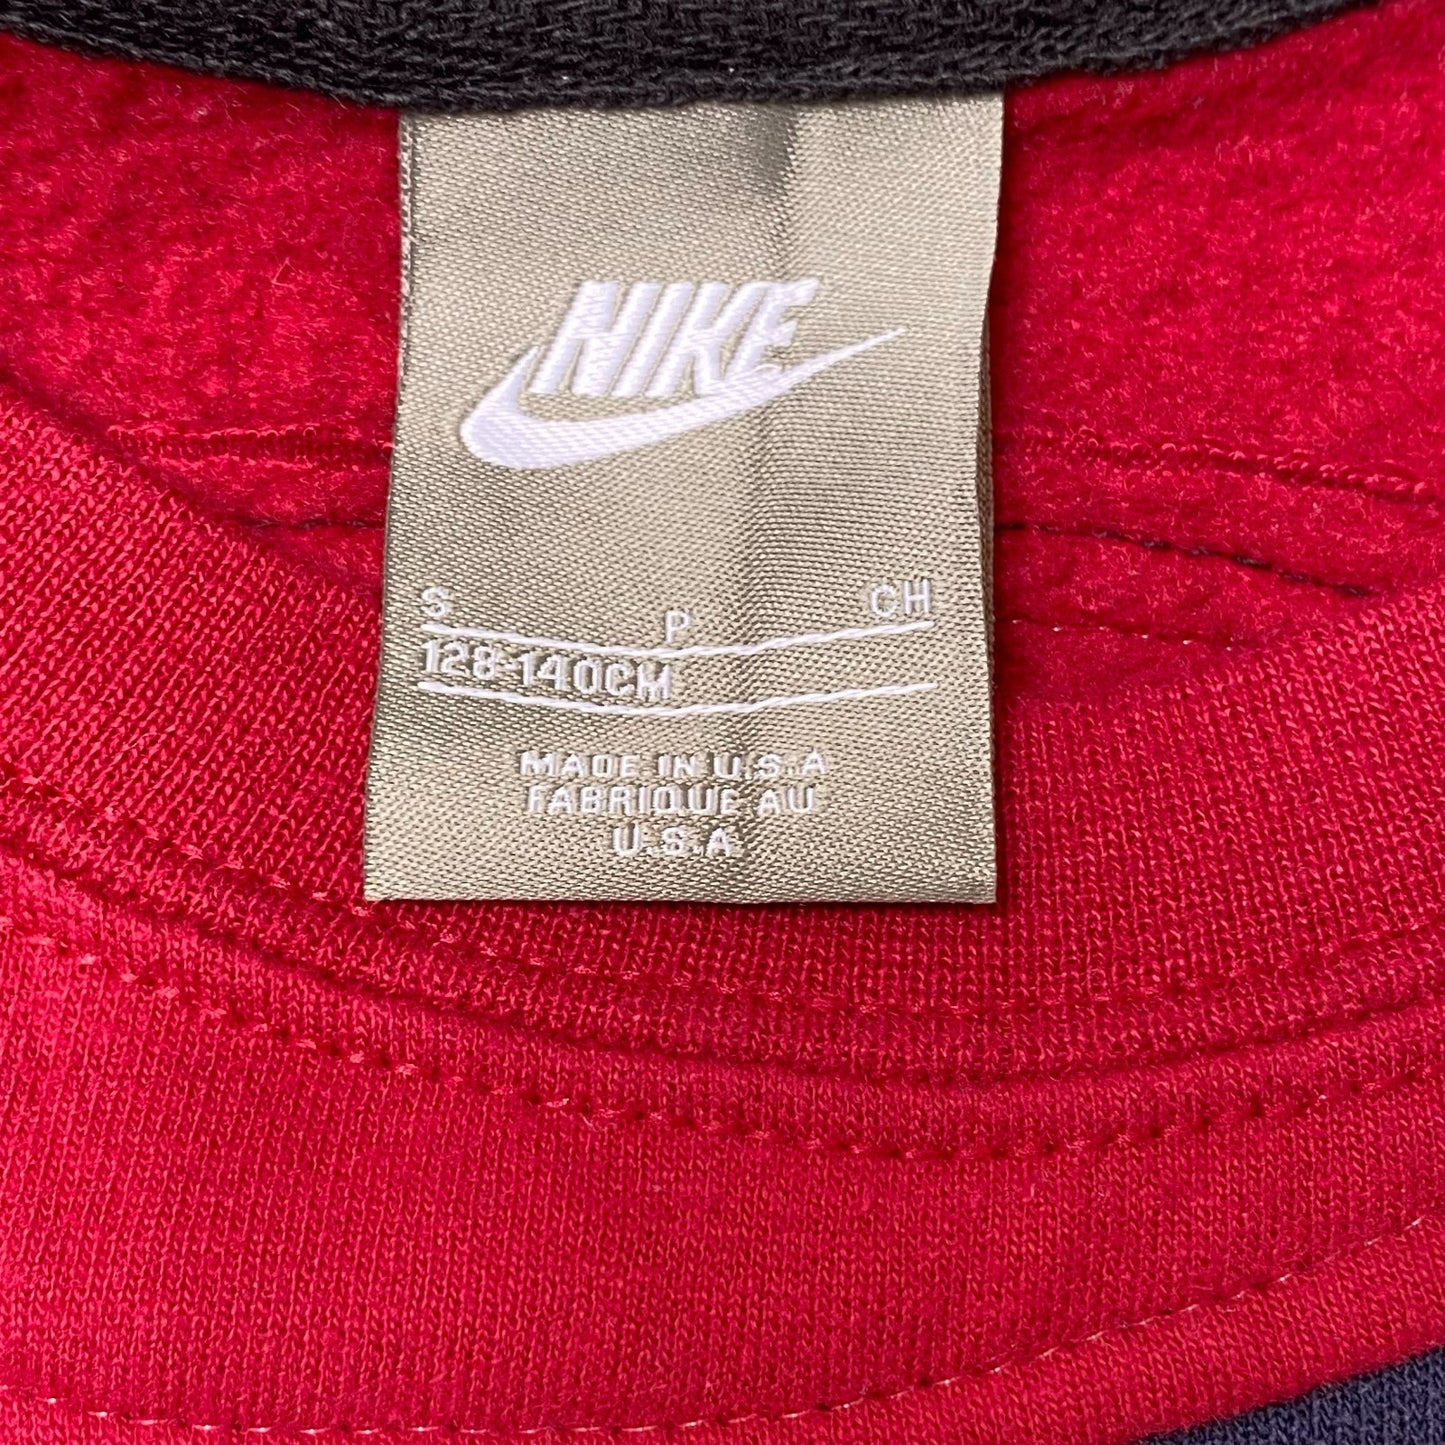 NIKE
S P CH
128-140CM
MADE IN U.S.A
FABRIQUE AU
U.S.A